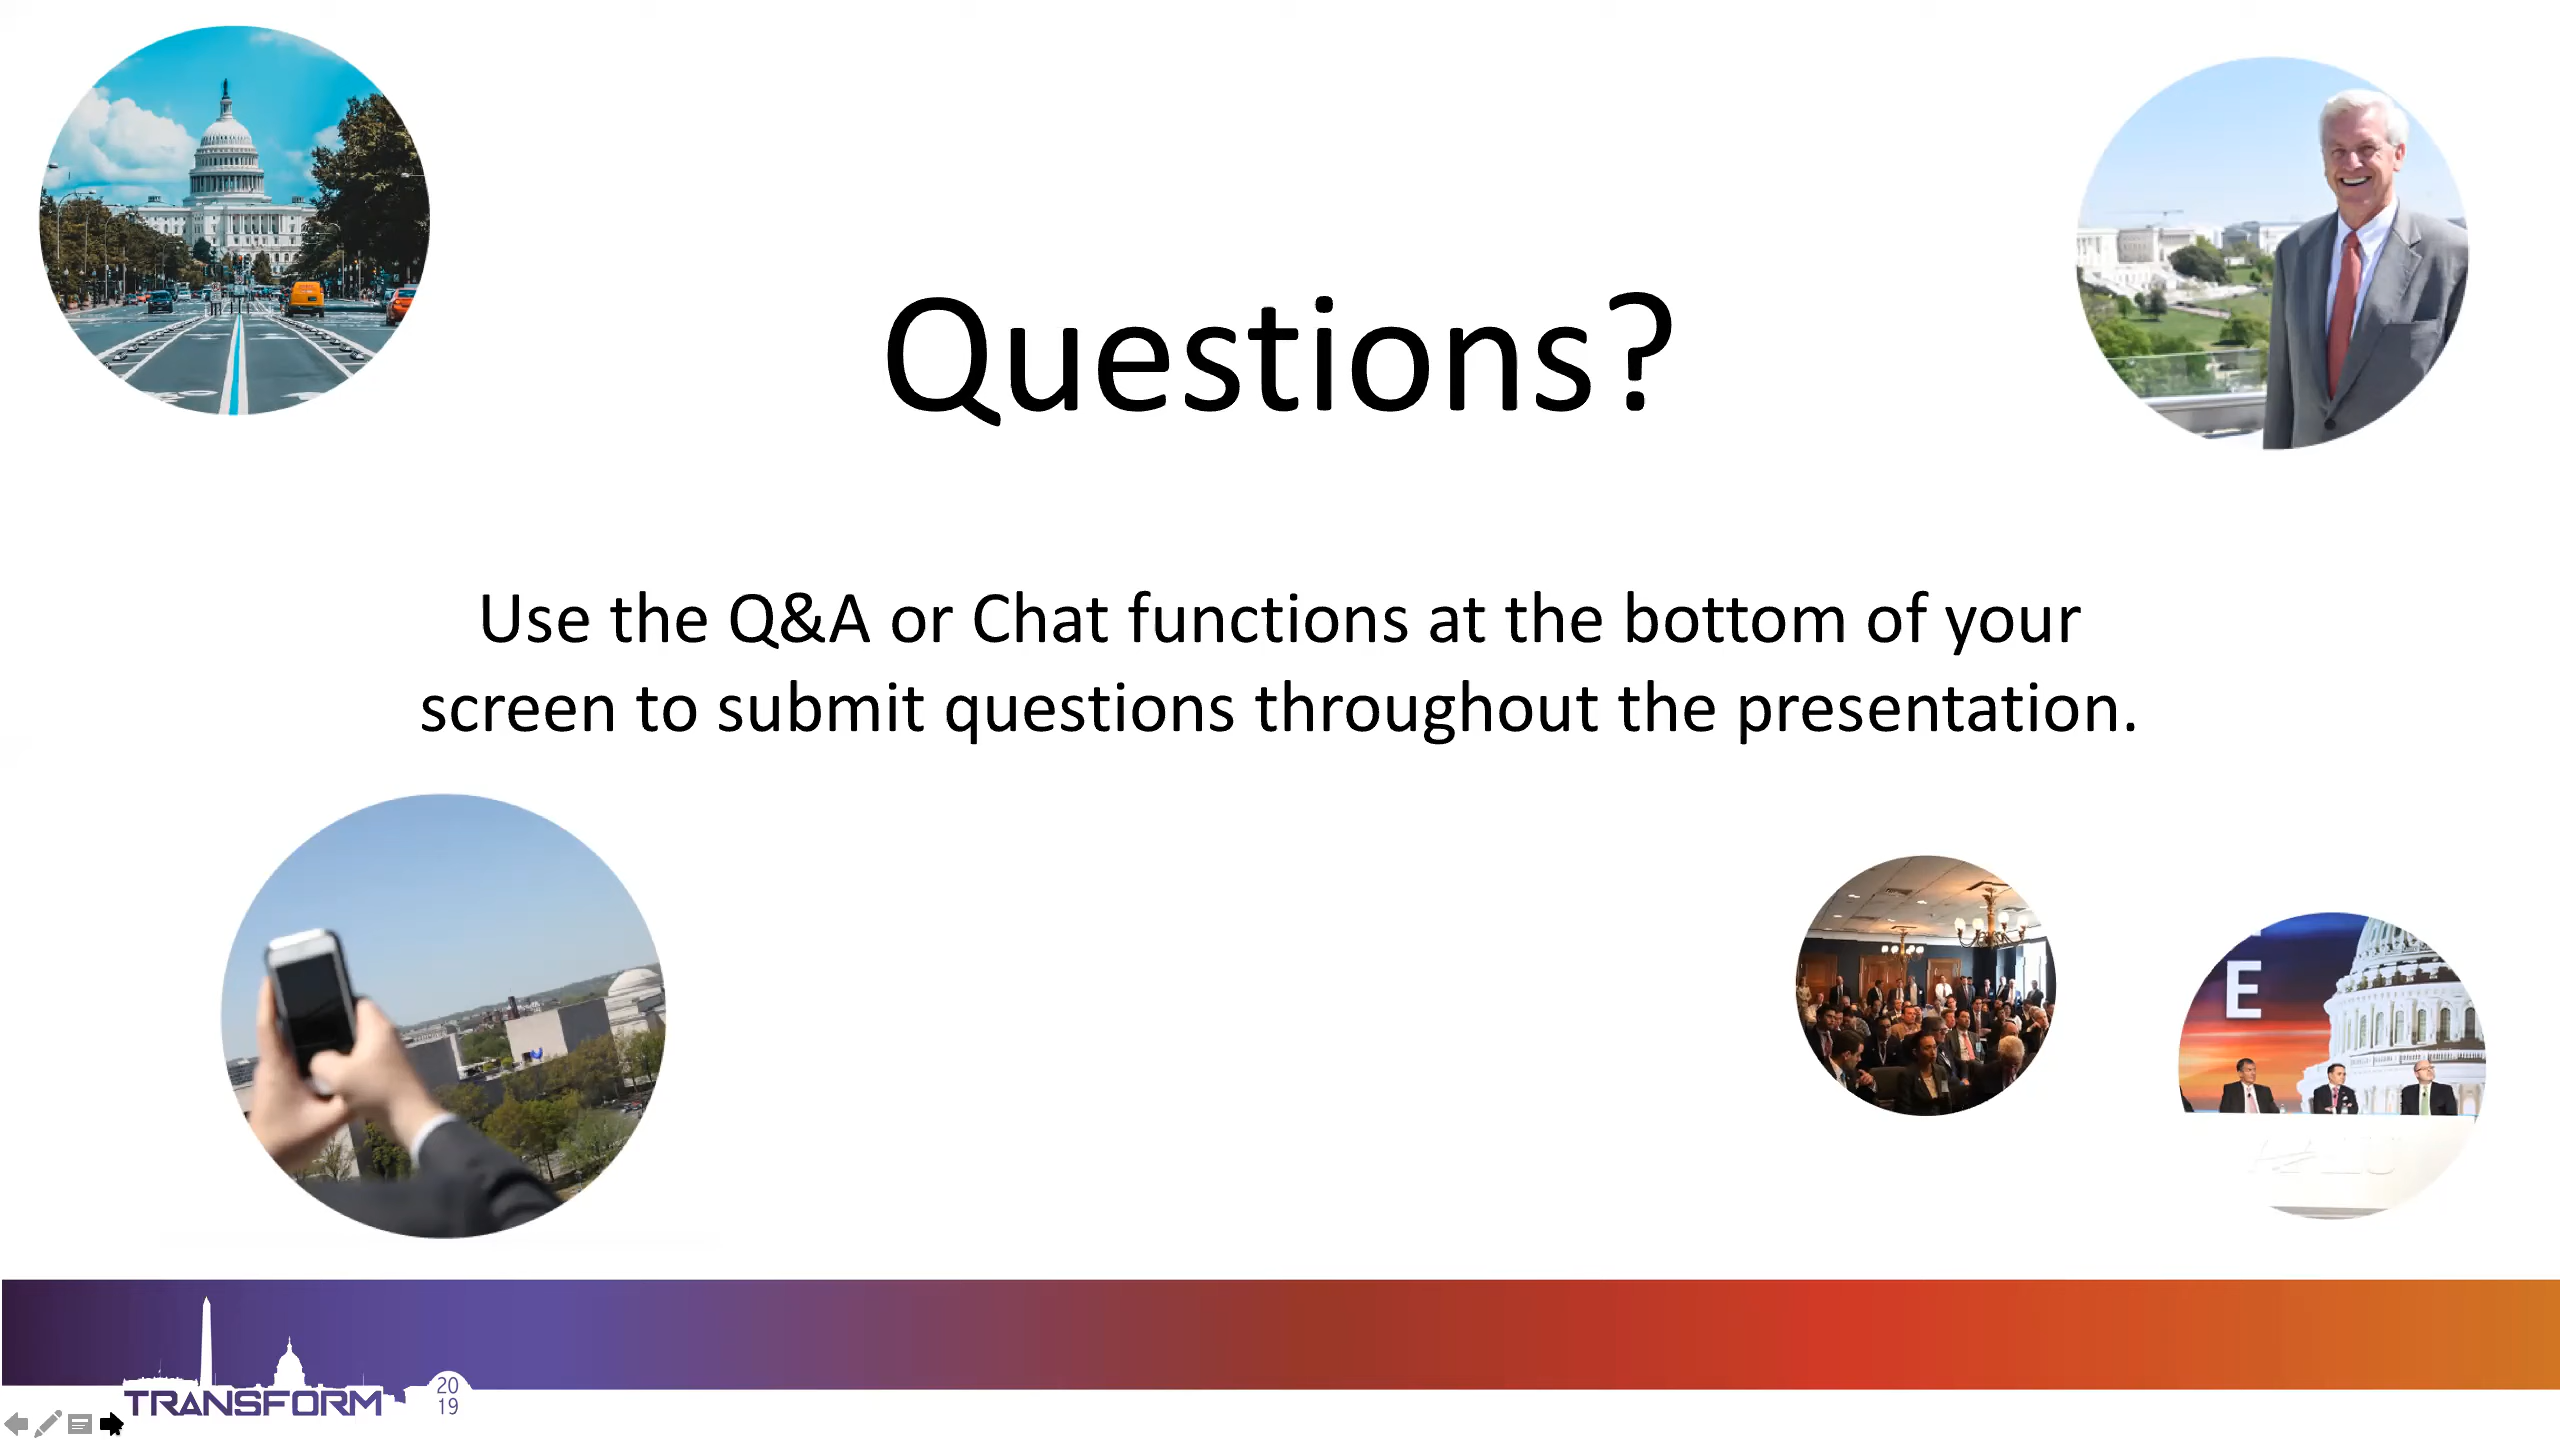 Questions?
Use the Q&A or Chat functions at the bottom of your
screen to submit questions throughout the presentation.
E
TRANSFORM
20
19